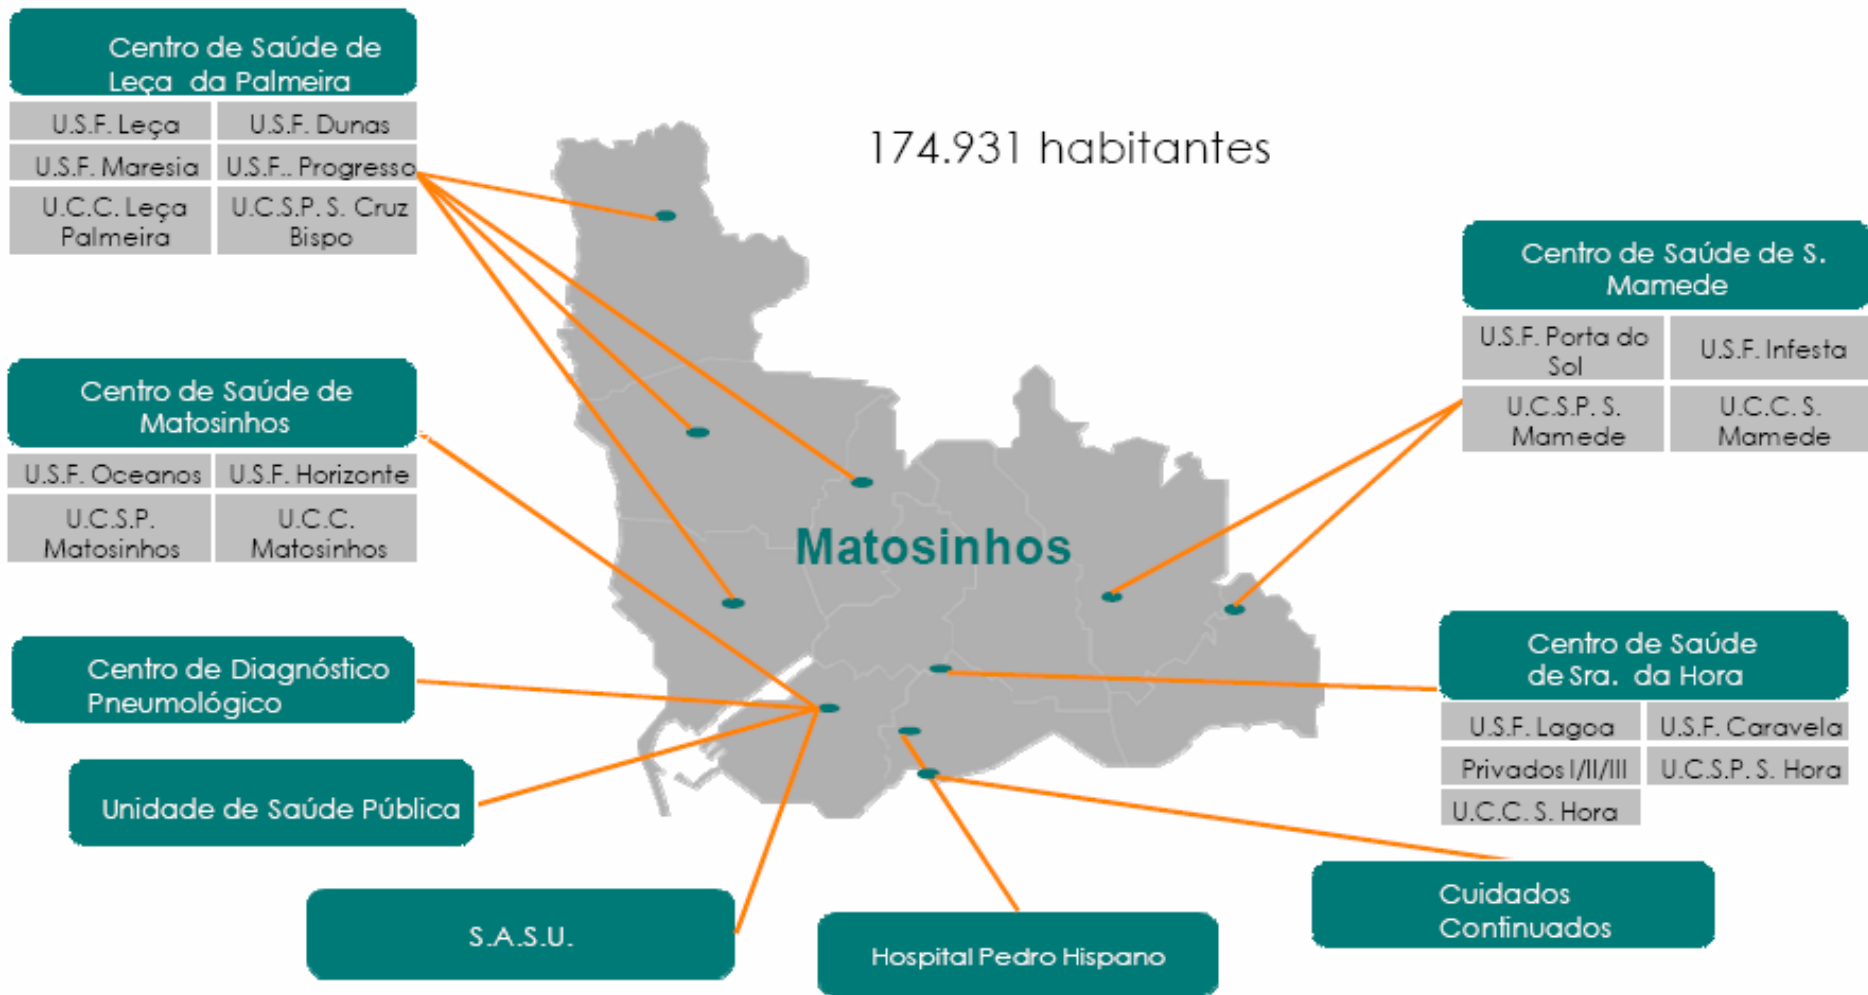 Centro de Saúde de
Leça da Palmeira
U.S.F. Leça
U.S.F. Dunas
U.S.F. Maresia
U.S.F.. Progresso
U.C.C. Leça
Palmeira
U.C.S.P. S. Cruz
Bispo
174.931 habitantes
Centro de Saúde de S.
Mamede
U.S.F. Porta do
Sol
U.S.F. Infesta
U.C.S.P. S.
Mamede
U.C.C. S.
Mamede
Centro de Saúde de
Matosinhos
U.S.F. Oceanos
U.S.F. Horizonte
U.C.S.P.
Matosinhos
U.C.C.
Matosinhos
Matosinhos
Centro de Diagnóstico
Pneumológico
Centro de Saúde
de Sra. da Hora
U.S.F. Lagoa
U.S.F. Caravela
Privados I/II/III
U.C.S.P. S. Hora
U.C.C. S. Hora
Unidade de Saúde Pública
S.A.S.U.
Hospital Pedro Hispano
Cuidados
Continuados